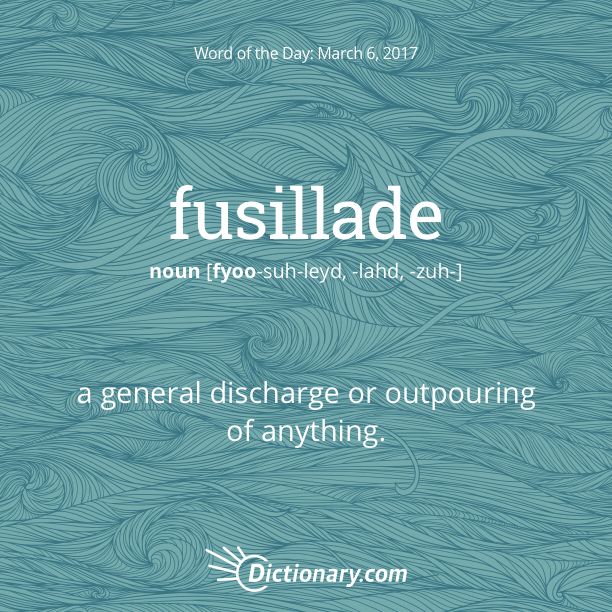 Word of the Day: March 6, 2017
fusillade
noun [fyoo-suh-leyd, -lahd, -zuh-]
a general discharge or outpouring
of anything.
Dictionary.com